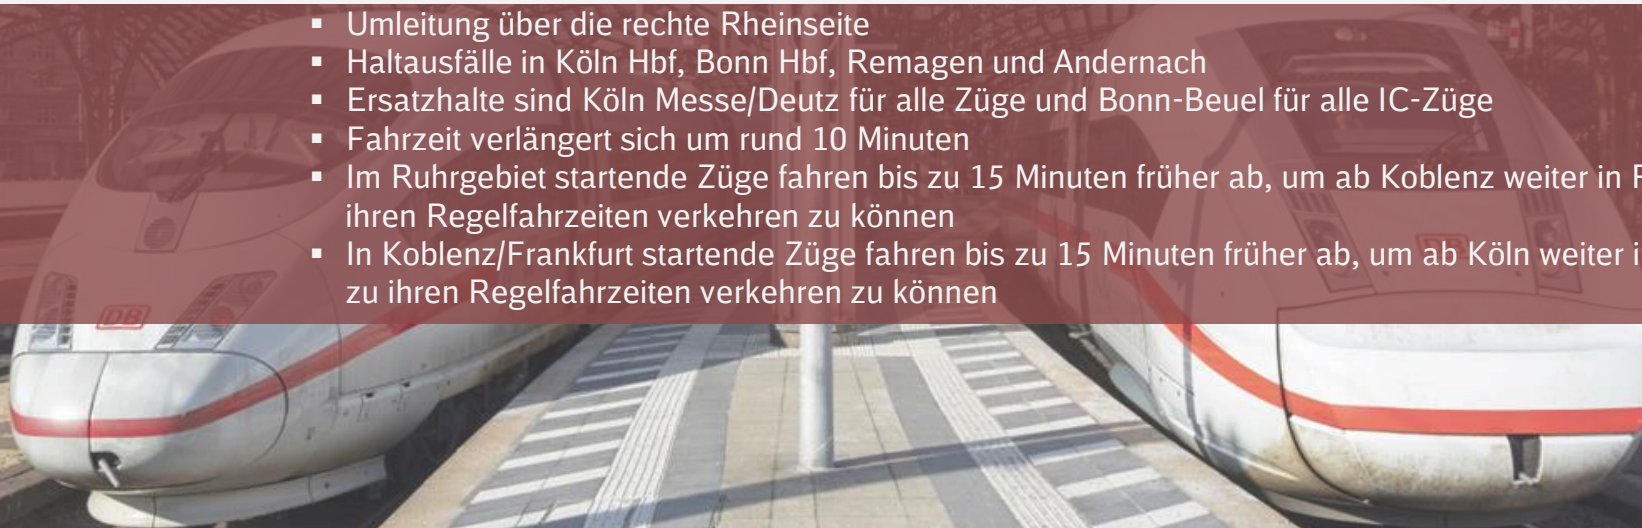 ▪ Umleitung über die rechte Rheinseite
▪ Haltausfälle in Köln Hbf, Bonn Hbf, Remagen und Andernach
▪ Ersatzhalte sind Köln Messe/Deutz für alle Züge und Bonn-Beuel für alle IC-Züge
▪ Fahrzeit verlängert sich um rund 10 Minuten
▪ Im Ruhrgebiet startende Züge fahren bis zu 15 Minuten früher ab, um ab Koblenz weiter in
ihren Regelfahrzeiten verkehren zu können
▪ In Koblenz/Frankfurt startende Züge fahren bis zu 15 Minuten früher ab, um ab Köln weiter
zu ihren Regelfahrzeiten verkehren zu können
DB
DB